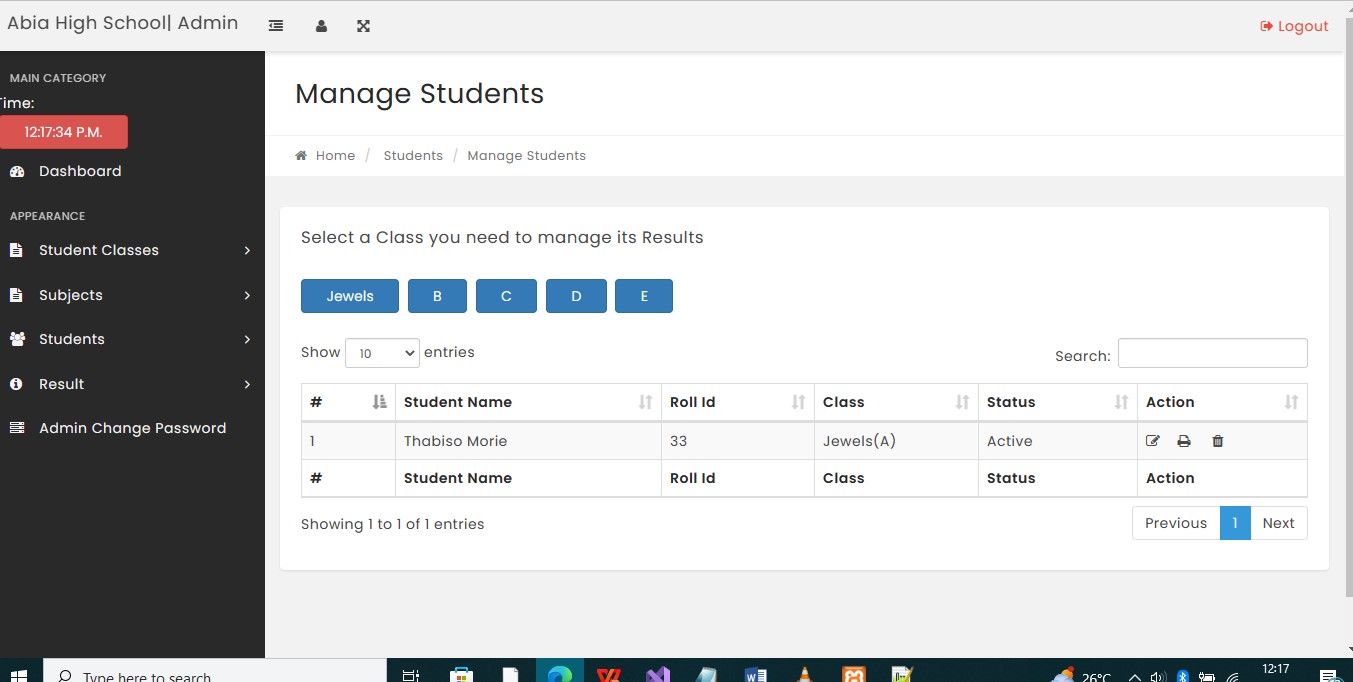 Abia High School| Admin
Logout
MAIN CATEGORY
Time:
12:17:34 P.M.
Dashboard
APPEARANCE
Student Classes
Subjects
Students
Result
Admin Change Password
Manage Students
Home / Students / Manage Students
Select a Class you need to manage its Results
Jewels B C D E
Show 10 entries
Search:
# Student Name Roll Id Class Status Action
1 Thabiso Morie 33 Jewels(A) Active
# Student Name Roll Id Class Status Action
Showing 1 to 1 of 1 entries
Previous 1 Next
Type here to search
26°C
12:17